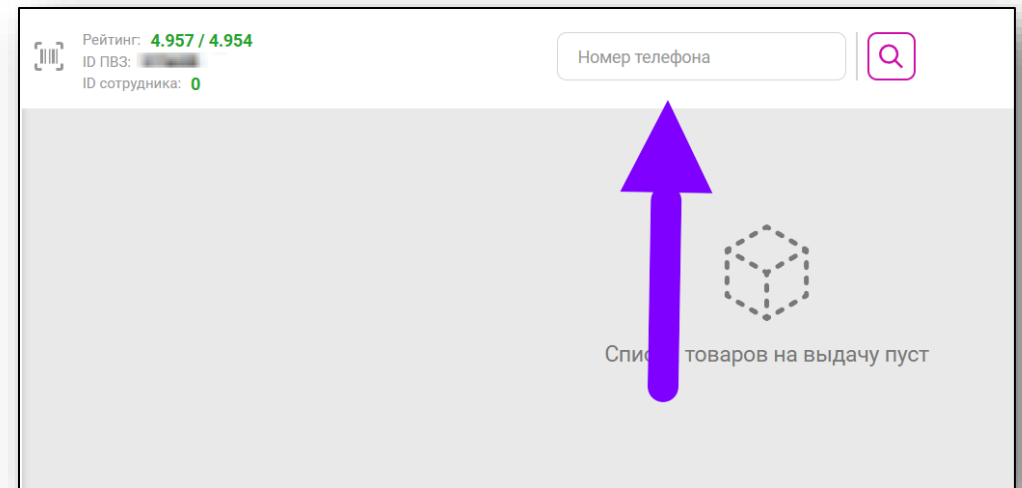 Рейтинг: 4.957 / 4.954
ID ПВЗ:
ID сотрудника: 0
Номер телефона
товаров на выдачу пуст